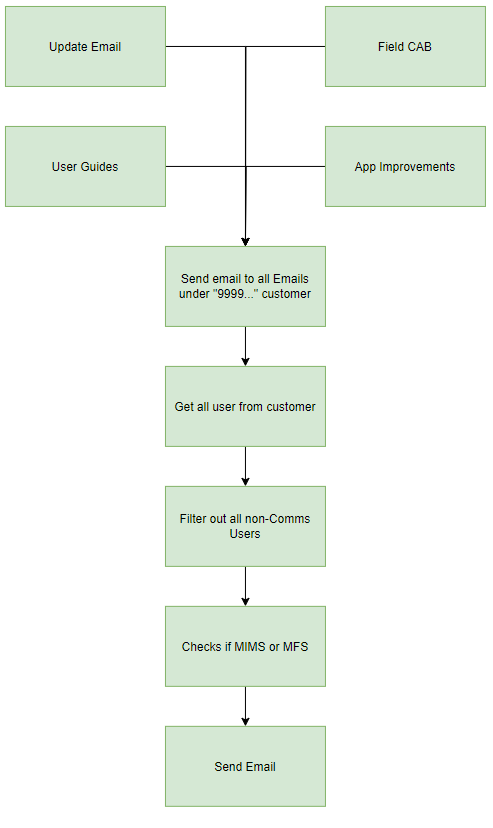 Update Email
Field CAB
User Guides
App Improvements
Send email to all Emails
under "9999..." customer
Get all user from customer
Filter out all non-Comms
Users
Checks if MIMS or MFS
Send Email